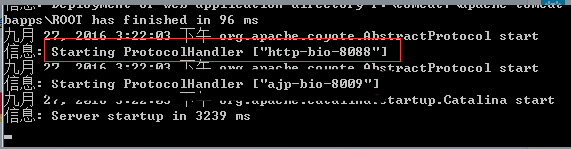 bapps\ROOT has finished in 96 ms
九月 27, 2016 3:22:03 下午 org.apache.coyote.AbstractProtocol start
信息: Starting ProtocolHandler ["http-bio-8088"]
九月 27, 2016 3:22:03 下午 org.apache.coyote.AbstractProtocol start
信息: Starting ProtocolHandler ["ajp-bio-8009"]
九月 27, 2016 3:22:03 下午 org.apache.catalina.startup.Catalina start
信息: Server startup in 3239 ms